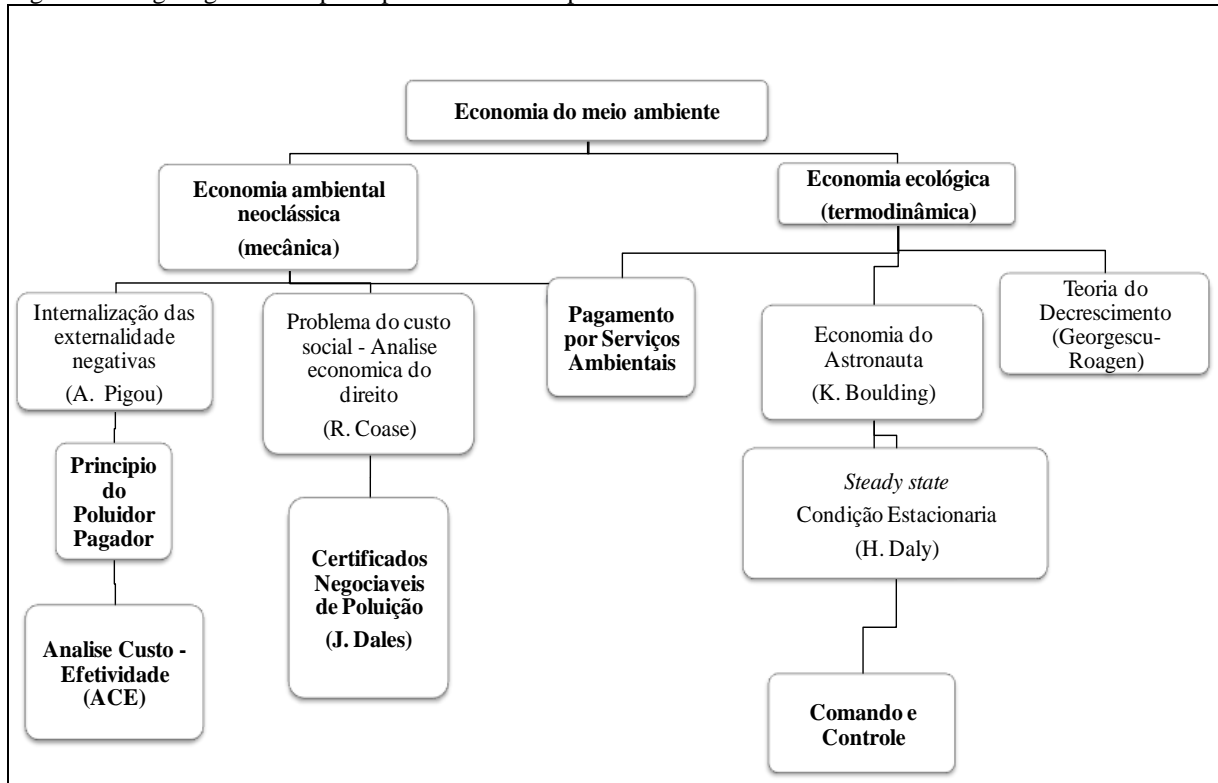 Economia do meio ambiente
Economia ambiental
neoclássica
(mecânica)
Economia ecológica
(termodinâmica)
Internalização das
externalidade
negativas
(A. Pigou)
Problema do custo
social - Analise
economica do
direito
(R. Coase)
Pagamento
por Serviços
Ambientais
Economia do
Astronauta
(K. Boulding)
Teoria do
Decrescimento
(Georgescu-
Roagen)
Principio
do
Poluidor
Pagador
Certificados
Negociaveis
de Poluição
(J. Dales)
Steady state
Condição Estacionaria
(H. Daly)
Analise Custo -
Efetividade
(ACE)
Comando e
Controle